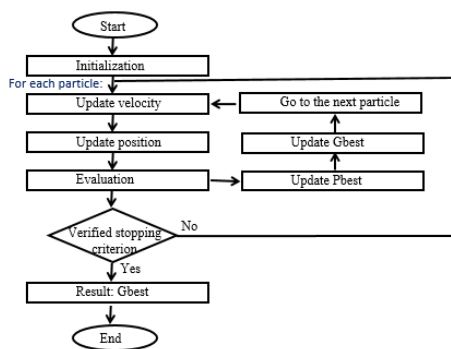 Start
Initialization
For each particle:
Update velocity
Go to the next particle
Update position
Update Gbest
Evaluation
Update Pbest
Verified stopping
criterion
No
Yes
Result: Gbest
End